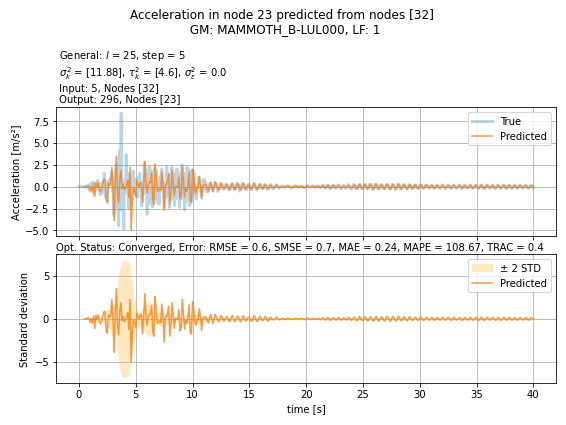 Acceleration in node 23 predicted from nodes [32]
GM: MAMMOTH_B-LUL000, LF: 1
General: l = 25, step = 5
σ²ₖ = [11.88], τ²ₖ = [4.6], σ²ε = 0.0
Input: 5, Nodes [32]
Output: 296, Nodes [23]
Acceleration [m/s²]
7.5
5.0
2.5
0.0
−2.5
−5.0
True
Predicted
Opt. Status: Converged, Error: RMSE = 0.6, SMSE = 0.7, MAE = 0.24, MAPE = 108.67, TRAC = 0.4
Standard deviation
5
0
−5
± 2 STD
Predicted
0 5 10 15 20 25 30 35 40
time [s]